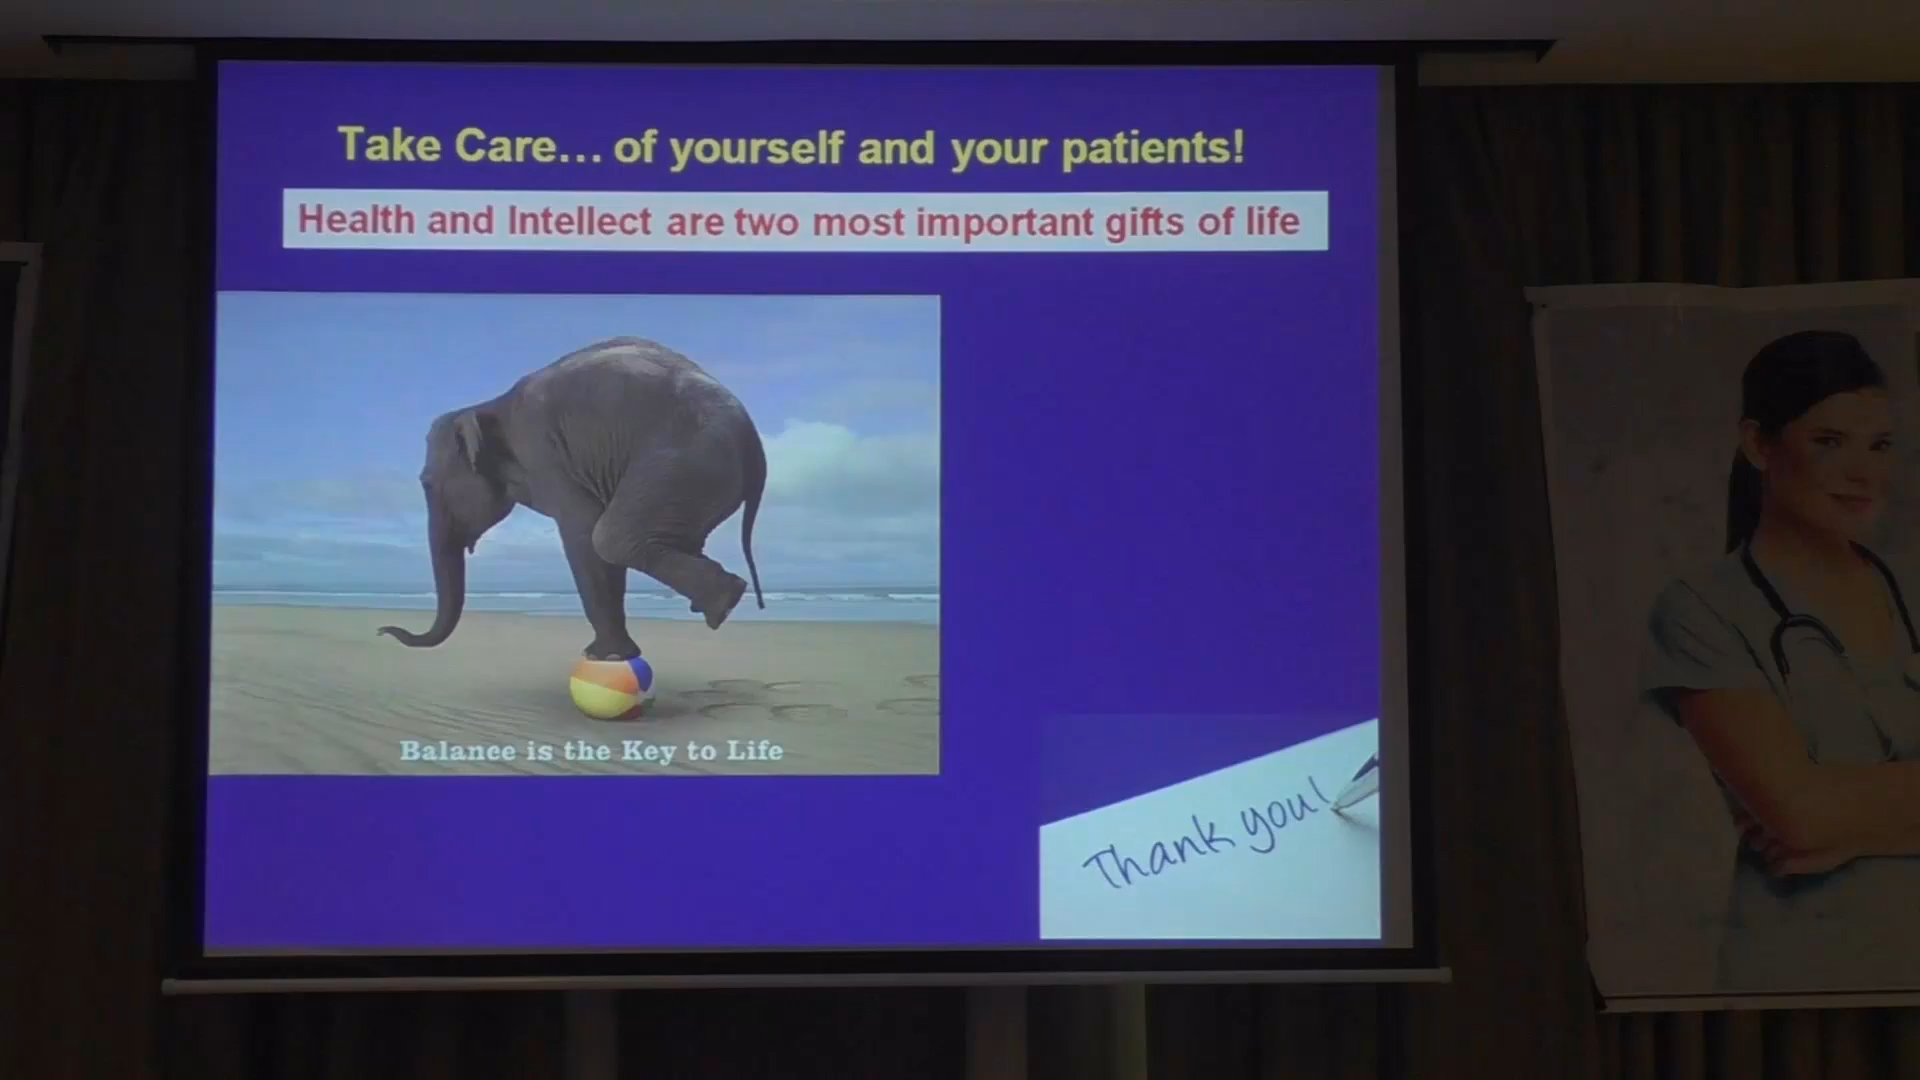 Take Care... of yourself and your patients!
Health and Intellect are two most important gifts of life
Balance is the Key to Life
Thank you!